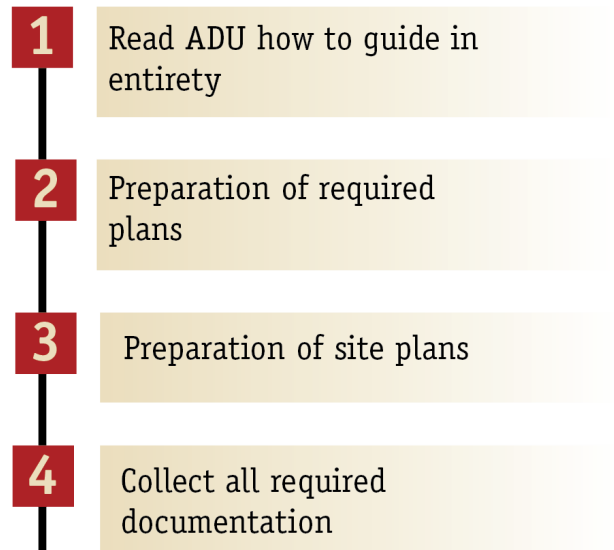 1
Read ADU how to guide in
entirety
2
Preparation of required
plans
3
Preparation of site plans
4
Collect all required
documentation